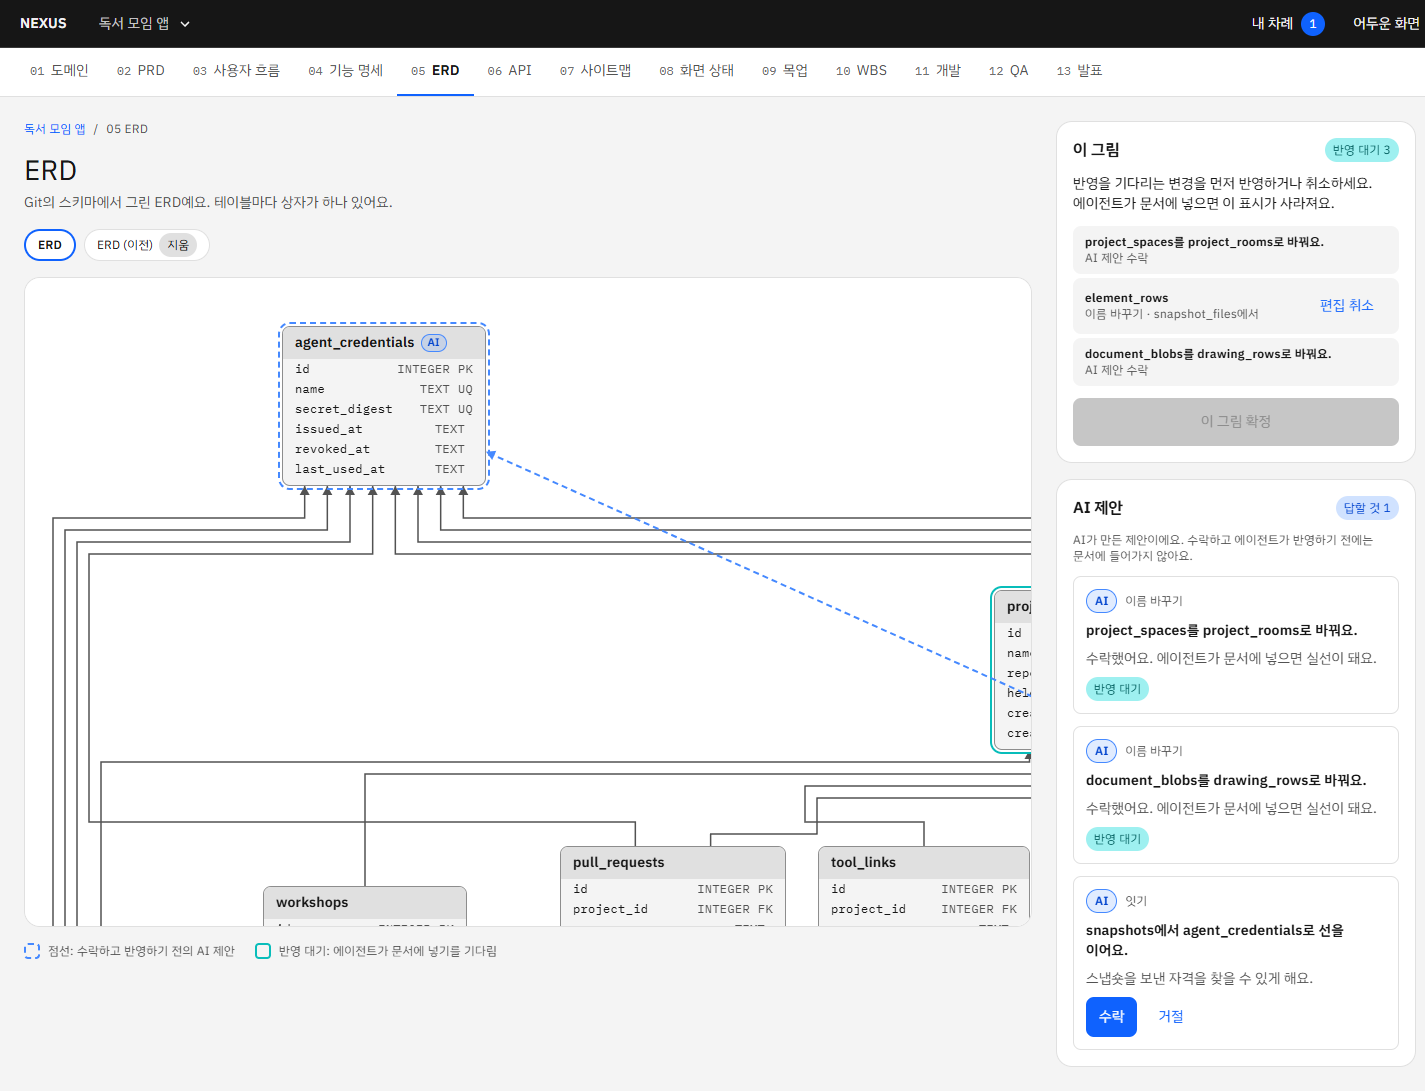 NEXUS
독서 모임 앱
내 차례 1
어두운 화면
01 도메인
02 PRD
03 사용자 흐름
04 기능 명세
05 ERD
06 API
07 사이트맵
08 화면 상태
09 목업
10 WBS
11 개발
12 QA
13 발표
독서 모임 앱 / 05 ERD
ERD
Git의 스키마에서 그린 ERD예요. 테이블마다 상자가 하나 있어요.
ERD
ERD (이전) 지움
agent_credentials AI
id INTEGER PK
name TEXT UQ
secret_digest TEXT UQ
issued_at TEXT
revoked_at TEXT
last_used_at TEXT
id
pull_requests
id INTEGER PK
project_id INTEGER FK
tool_links
id INTEGER PK
project_id INTEGER FK
workshops
점선: 수락하고 반영하기 전의 AI 제안
반영 대기: 에이전트가 문서에 넣기를 기다림
이 그림
반영 대기 3
반영을 기다리는 변경을 먼저 반영하거나 취소하세요.
에이전트가 문서에 넣으면 이 표시가 사라져요.
project_spaces를 project_rooms로 바꿔요.
AI 제안 수락
element_rows
이름 바꾸기 · snapshot_files에서
편집 취소
document_blobs를 drawing_rows로 바꿔요.
AI 제안 수락
이 그림 확정
AI 제안
답할 것 1
AI가 만든 제안이에요. 수락하고 에이전트가 반영하기 전에는
문서에 들어가지 않아요.
AI 이름 바꾸기
project_spaces를 project_rooms로 바꿔요.
수락했어요. 에이전트가 문서에 넣으면 실선이 돼요.
반영 대기
AI 이름 바꾸기
document_blobs를 drawing_rows로 바꿔요.
수락했어요. 에이전트가 문서에 넣으면 실선이 돼요.
반영 대기
AI 잇기
snapshots에서 agent_credentials로 선을
이어요.
스냅숏을 보낸 자격을 찾을 수 있게 해요.
수락
거절